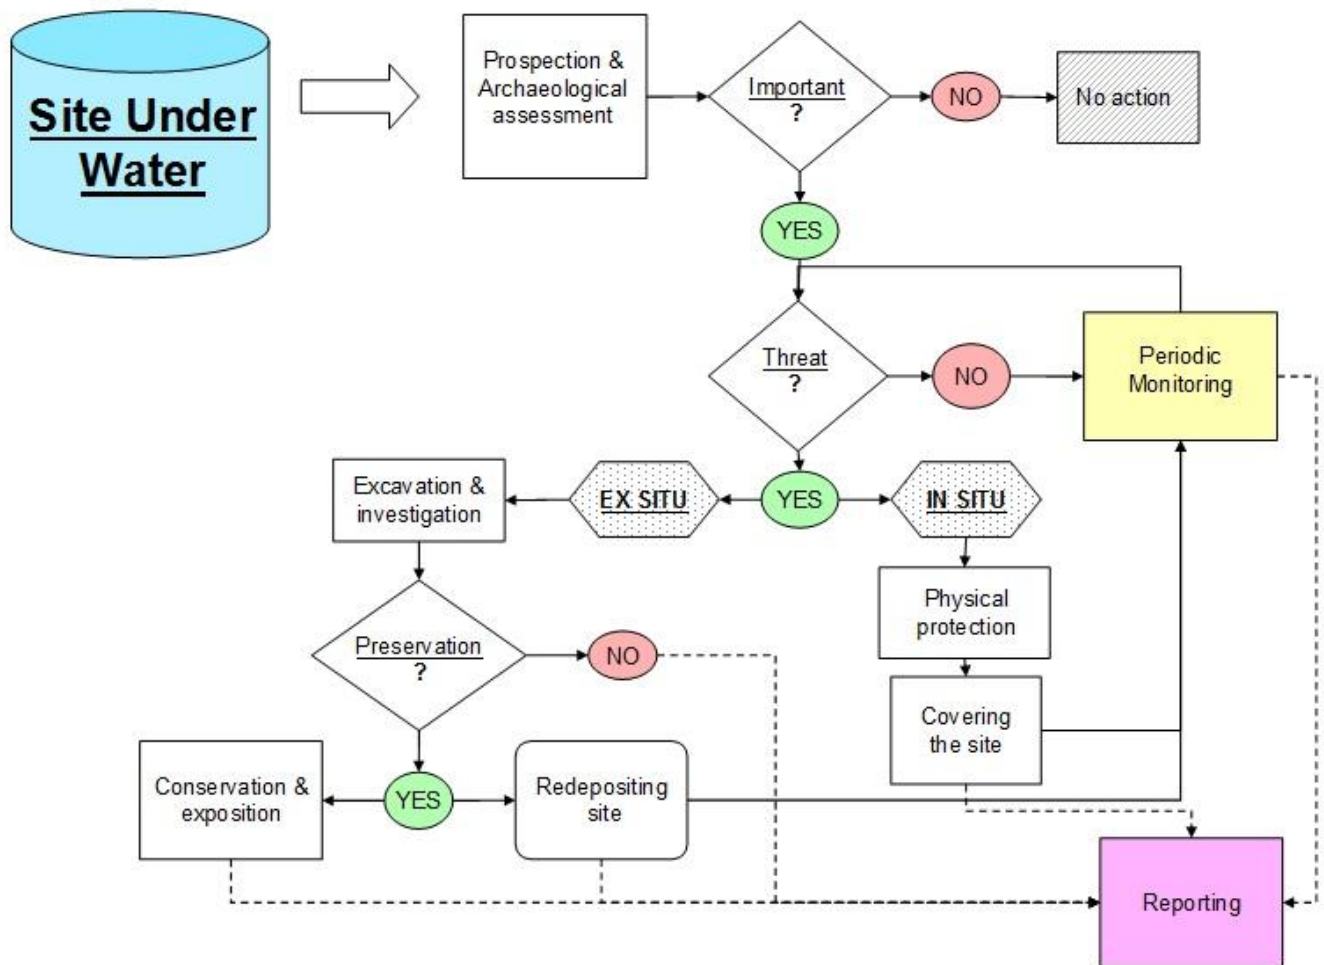 Site Under
Water
Prospection &
Archaeological
assessment
Important
?
NO
No action
YES
Threat
?
NO
Periodic
Monitoring
Excavation &
investigation
EX SITU
YES
IN SITU
Physical
protection
Preservation
?
NO
Covering
the site
Conservation &
exposition
YES
Redepositing
site
Reporting